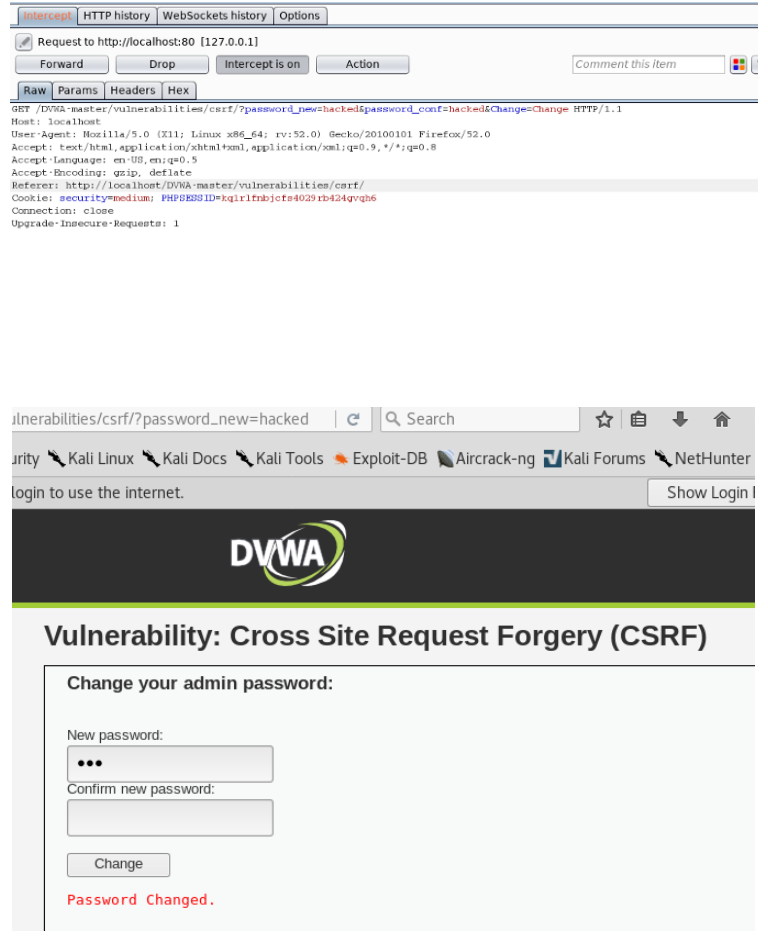 Intercept HTTP history WebSockets history Options
Request to http://localhost:80 [127.0.0.1]
Forward Drop Intercept is on Action Comment this item
Raw Params Headers Hex
GET /DVWA-master/vulnerabilities/csrf/?password_new=hacked&password_conf=hacked&Change=Change HTTP/1.1
Host: localhost
User-Agent: Mozilla/5.0 (X11; Linux x86_64; rv:52.0) Gecko/20100101 Firefox/52.0
Accept: text/html,application/xhtml+xml,application/xml;q=0.9,*/*;q=0.8
Accept-Language: en-US,en;q=0.5
Accept-Encoding: gzip, deflate
Referer: http://localhost/DVWA-master/vulnerabilities/csrf/
Cookie: security=medium; PHPSESSID=kq1r1fnbjcfs4029rb424gvqh6
Connection: close
Upgrade-Insecure-Requests: 1
ulnerabilities/csrf/?password_new=hacked Search
urity Kali Linux Kali Docs Kali Tools Exploit-DB Aircrack-ng Kali Forums NetHunter
login to use the internet. Show Login
DVWA
Vulnerability: Cross Site Request Forgery (CSRF)
Change your admin password:
New password:
•••
Confirm new password:
Change
Password Changed.